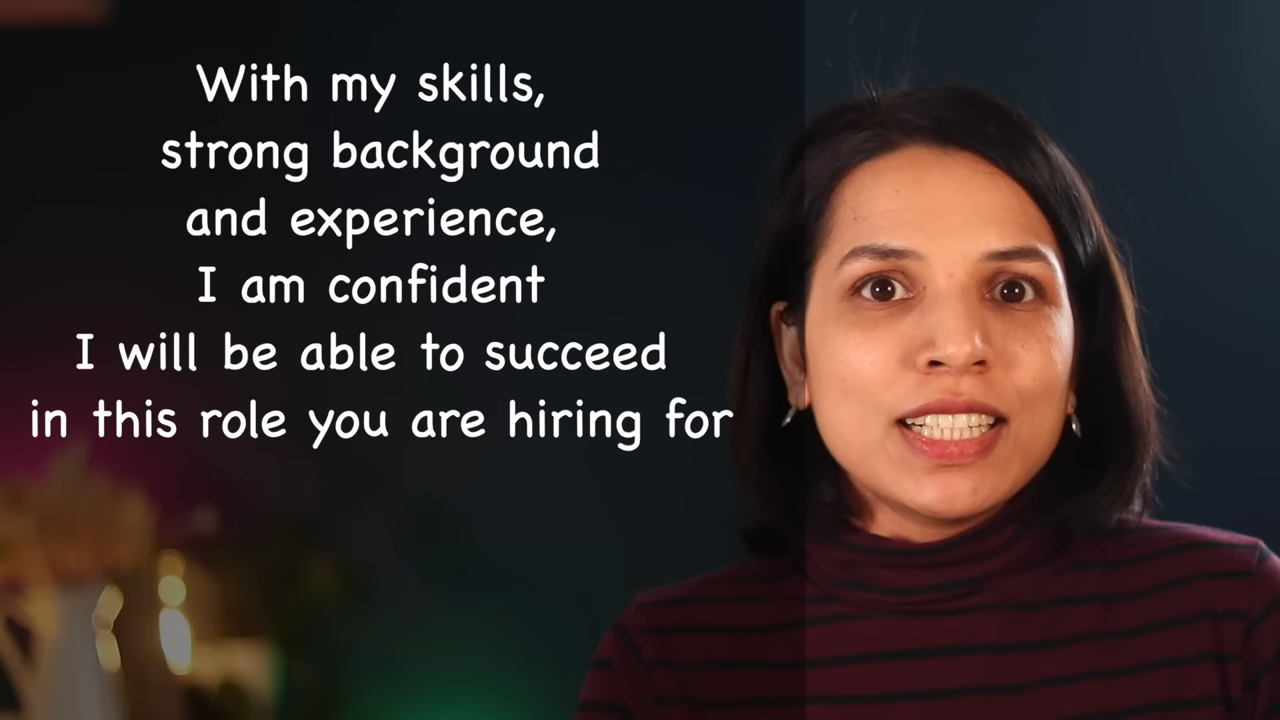 With my skills,
strong background
and experience,
I am confident
I will be able to succeed
in this role you are hiring for